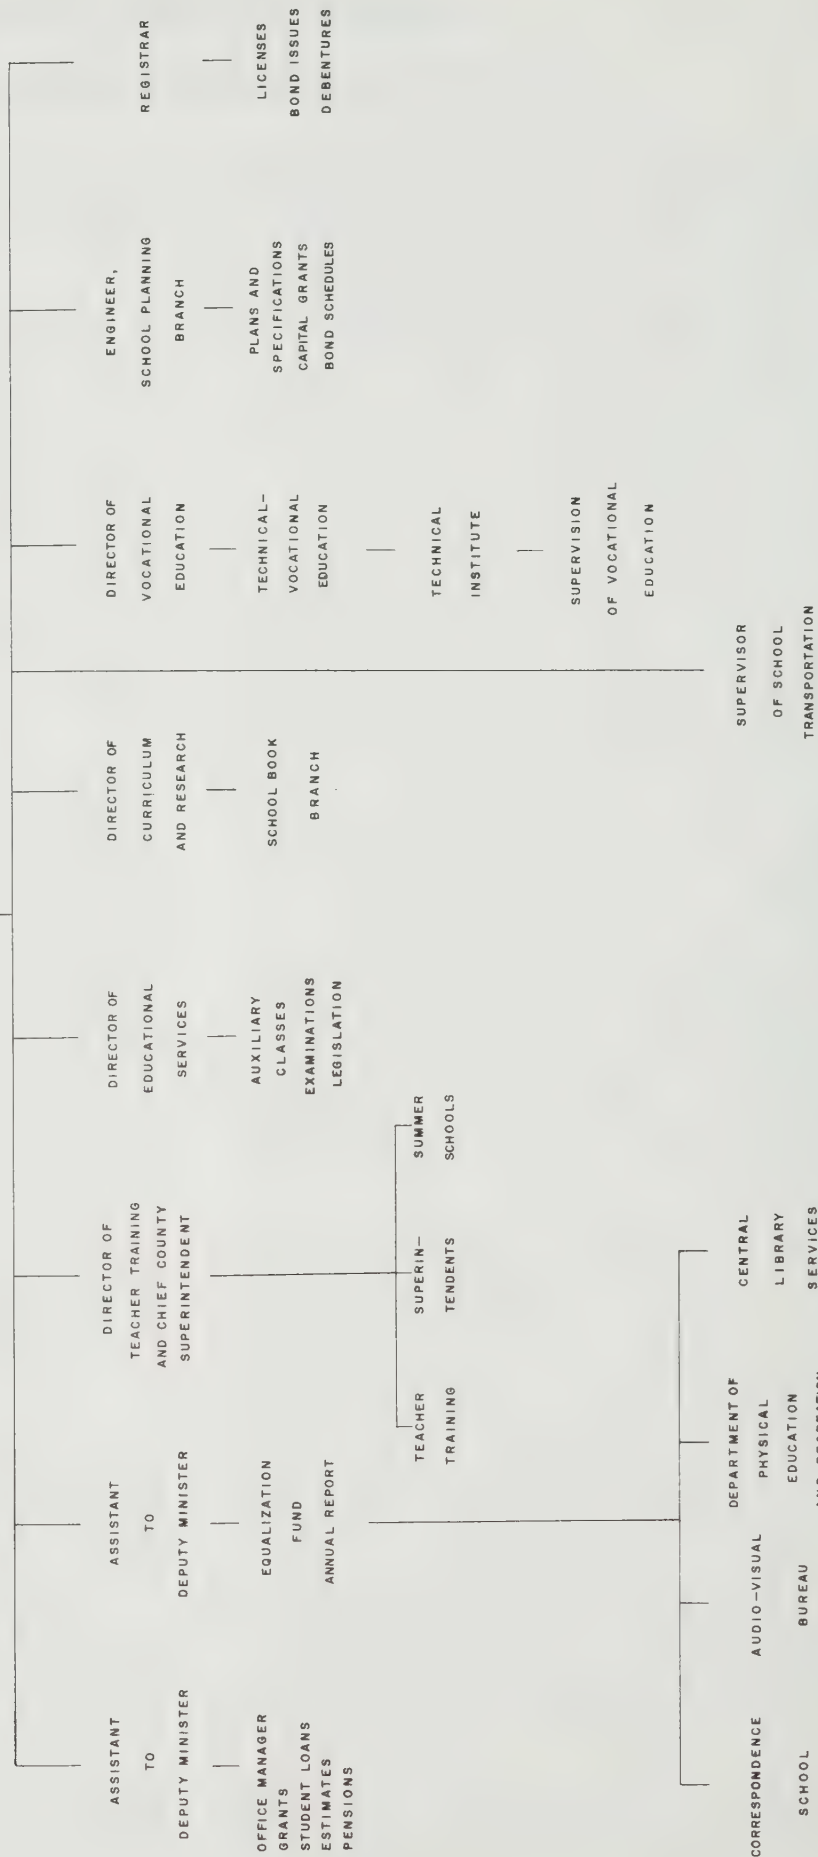 ASSISTANT
TO
DEPUTY MINISTER
OFFICE MANAGER
GRANTS
STUDENT LOANS
ESTIMATES
PENSIONS
ASSISTANT
TO
DEPUTY MINISTER
EQUALIZATION
FUND
ANNUAL REPORT
CORRESPONDENCE
SCHOOL
AUDIO-VISUAL
BUREAU
DEPARTMENT OF
PHYSICAL
EDUCATION
AND RECREATION
CENTRAL
LIBRARY
SERVICES
DIRECTOR OF
TEACHER TRAINING
AND CHIEF COUNTY
SUPERINTENDENT
TEACHER
TRAINING
SUPERIN-
TENDENTS
SUMMER
SCHOOLS
DIRECTOR OF
EDUCATIONAL
SERVICES
AUXILIARY
CLASSES
EXAMINATIONS
LEGISLATION
DIRECTOR OF
CURRICULUM
AND RESEARCH
SCHOOL BOOK
BRANCH
SUPERVISOR
OF SCHOOL
TRANSPORTATION
DIRECTOR OF
VOCATIONAL
EDUCATION
TECHNICAL-
VOCATIONAL
EDUCATION
TECHNICAL
INSTITUTE
SUPERVISION
OF VOCATIONAL
EDUCATION
ENGINEER,
SCHOOL PLANNING
BRANCH
PLANS AND
SPECIFICATIONS
CAPITAL GRANTS
BOND SCHEDULES
REGISTRAR
LICENSES
BOND ISSUES
DEBENTURES